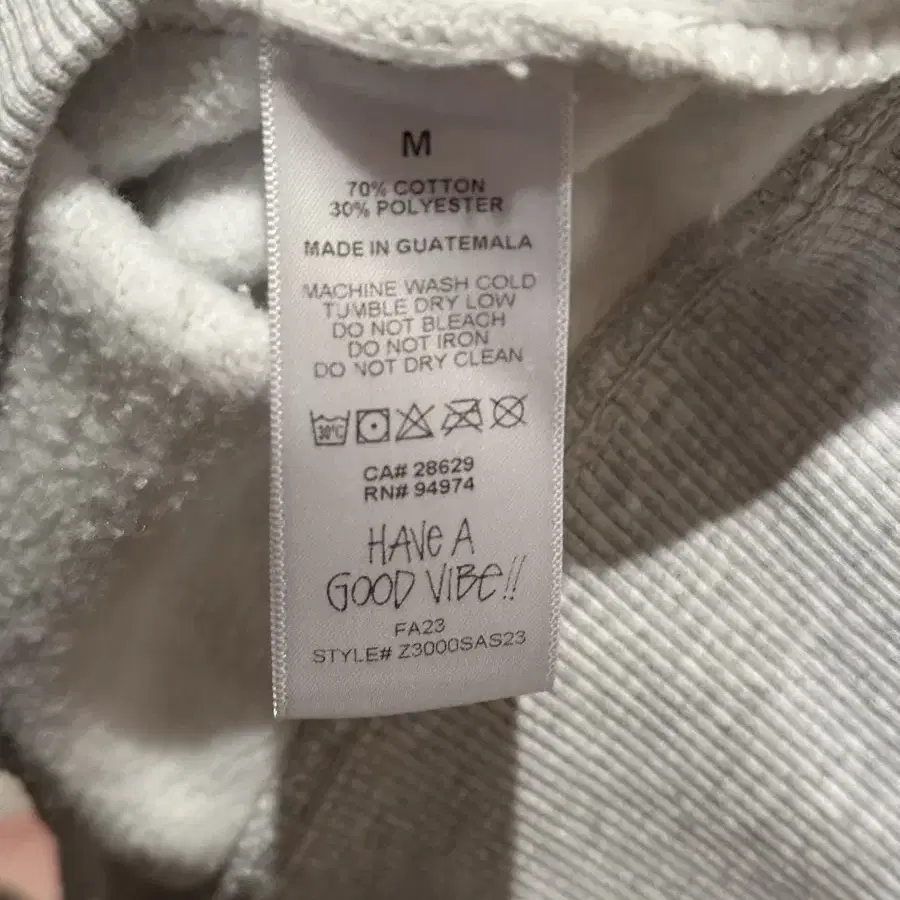 M
70% COTTON
30% POLYESTER
MADE IN GUATEMALA
MACHINE WASH COLD
TUMBLE DRY LOW
DO NOT BLEACH
DO NOT IRON
DO NOT DRY CLEAN
30°C
CA# 28629
RN# 94974
HAVE A
GOOD VIBE!!
FA23
STYLE# Z3000SAS23